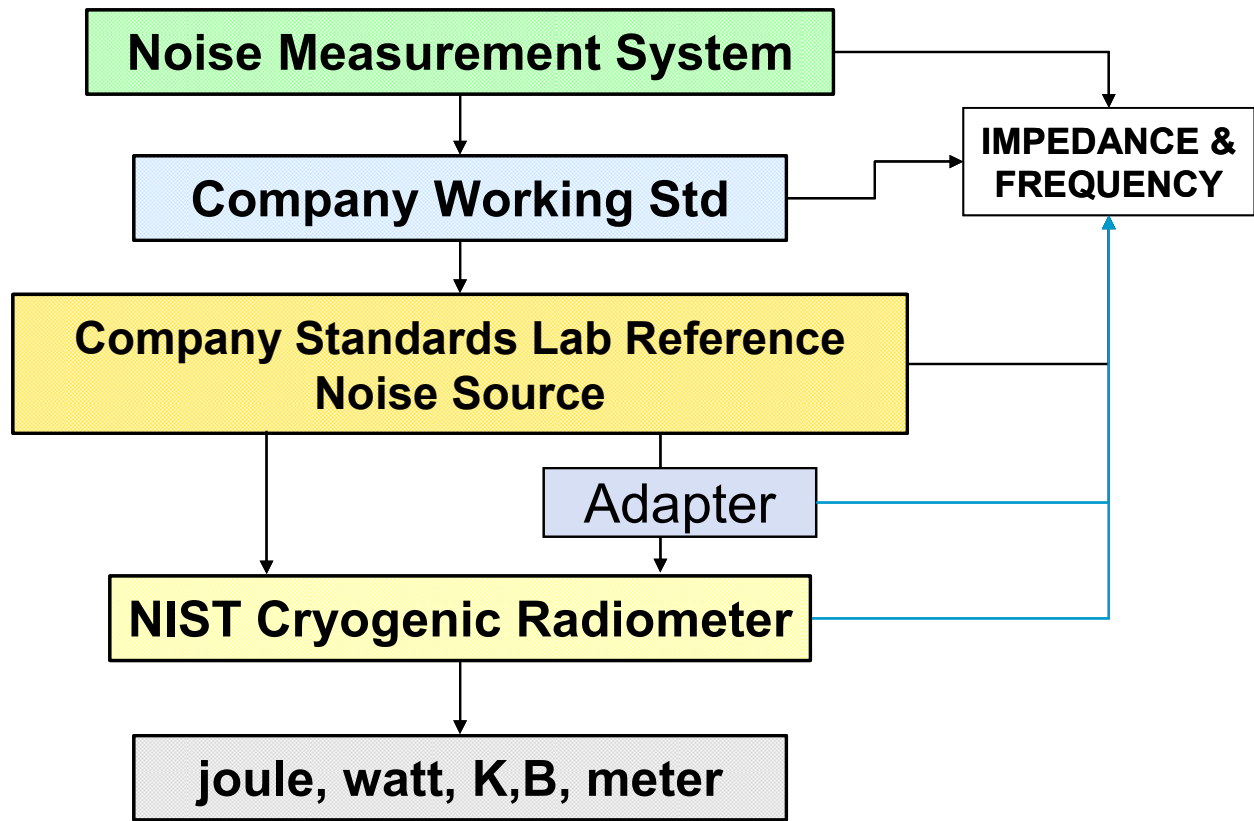 Noise Measurement System
IMPEDANCE &
FREQUENCY
Company Working Std
Company Standards Lab Reference
Noise Source
Adapter
NIST Cryogenic Radiometer
joule, watt, K,B, meter